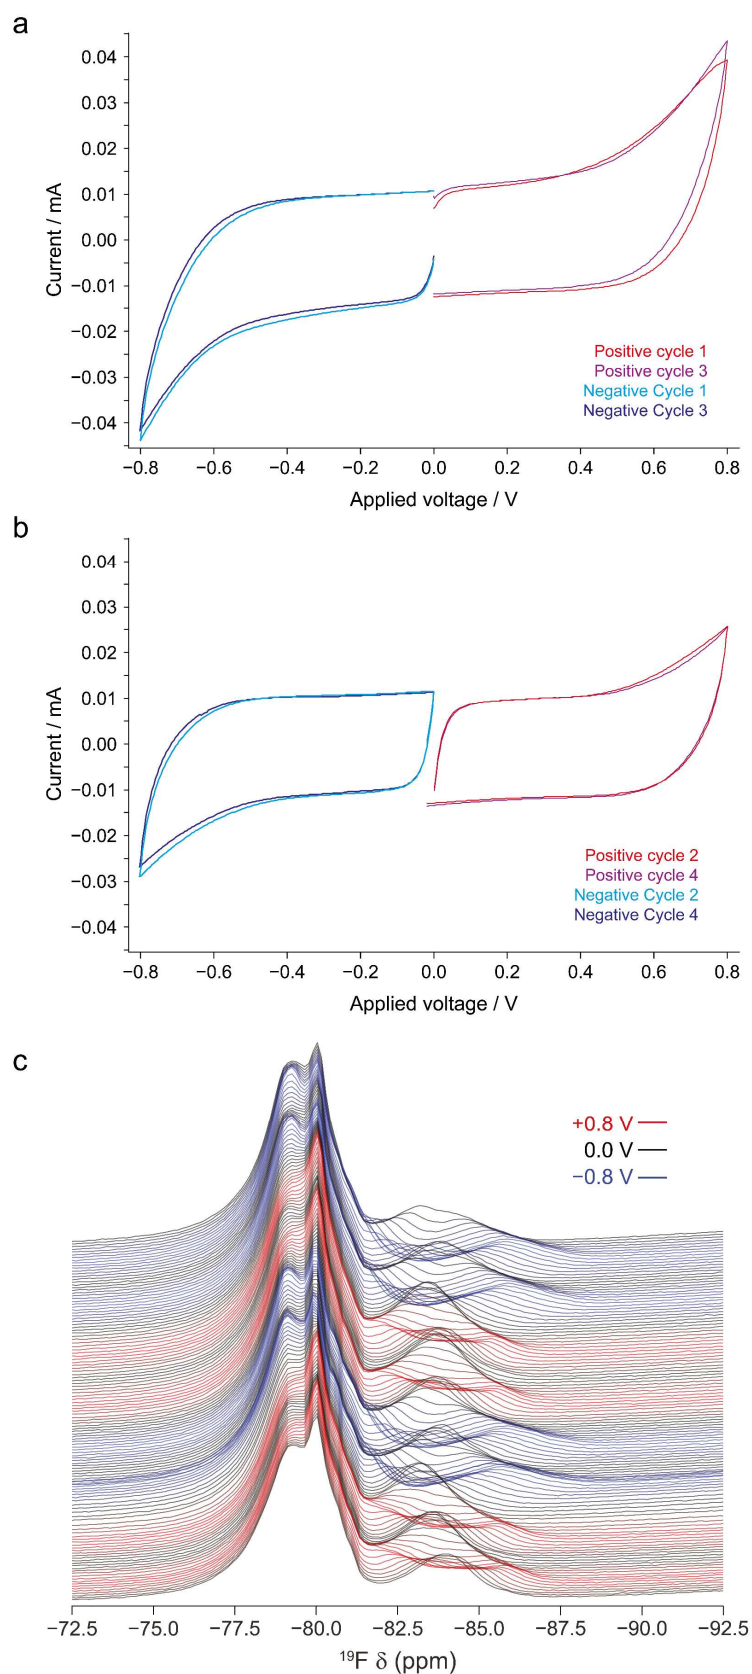 a
0.04
0.03
0.02
0.01
0.00
−0.01
−0.02
−0.03
−0.04
Current / mA
Positive cycle 1
Positive cycle 3
Negative Cycle 1
Negative Cycle 3
−0.8 −0.6 −0.4 −0.2 0.0 0.2 0.4 0.6 0.8
Applied voltage / V
b
0.04
0.03
0.02
0.01
0.00
−0.01
−0.02
−0.03
−0.04
Current / mA
Positive cycle 2
Positive cycle 4
Negative Cycle 2
Negative Cycle 4
−0.8 −0.6 −0.4 −0.2 0.0 0.2 0.4 0.6 0.8
Applied voltage / V
c
+0.8 V
0.0 V
−0.8 V
−72.5 −75.0 −77.5 −80.0 −82.5 −85.0 −87.5 −90.0 −92.5
¹⁹F δ (ppm)